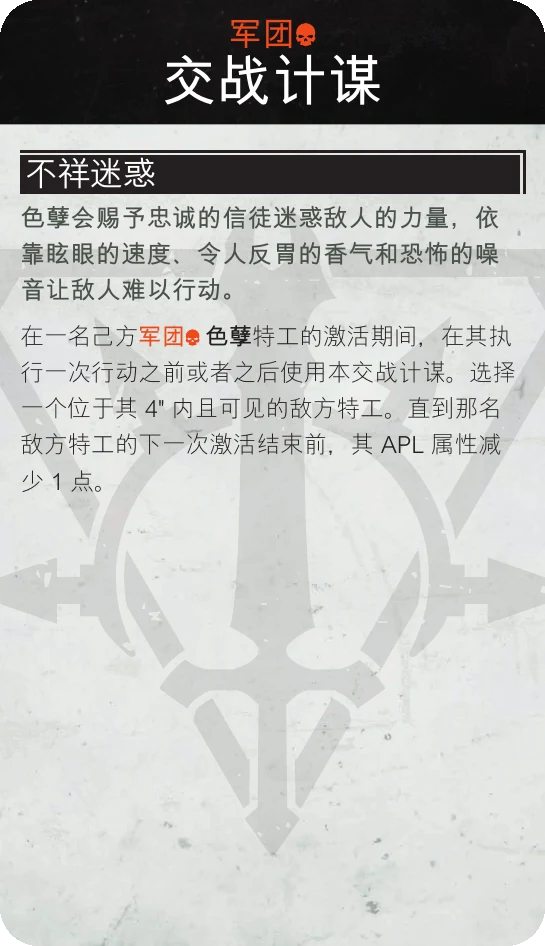 军团
交战计谋
不祥迷惑
色孽会赐予忠诚的信徒迷惑敌人的力量，依
靠眩眼的速度、令人反胃的香气和恐怖的噪
音让敌人难以行动。
在一名己方军团 色孽特工的激活期间，在其执
行一次行动之前或者之后使用本交战计谋。选择
一个位于其 4" 内且可见的敌方特工。直到那名
敌方特工的下一次激活结束前，其 APL 属性减
少 1 点。